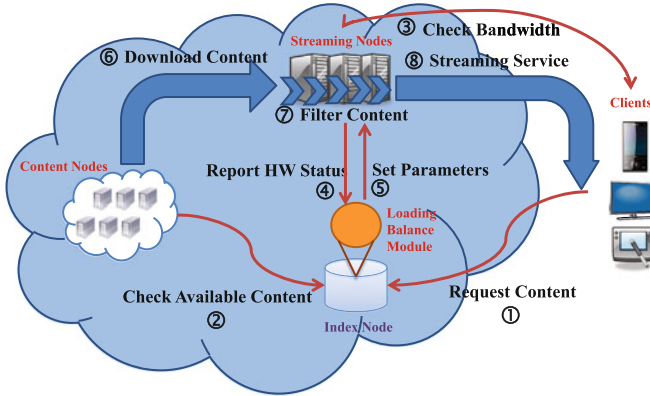 ③ Check Bandwidth
Streaming Nodes
⑥ Download Content
⑧ Streaming Service
Clients
⑦ Filter Content
Content Nodes
Report HW Status
④
Set Parameters
⑤
Loading
Balance
Module
Check Available Content
②
Request Content
①
Index Node